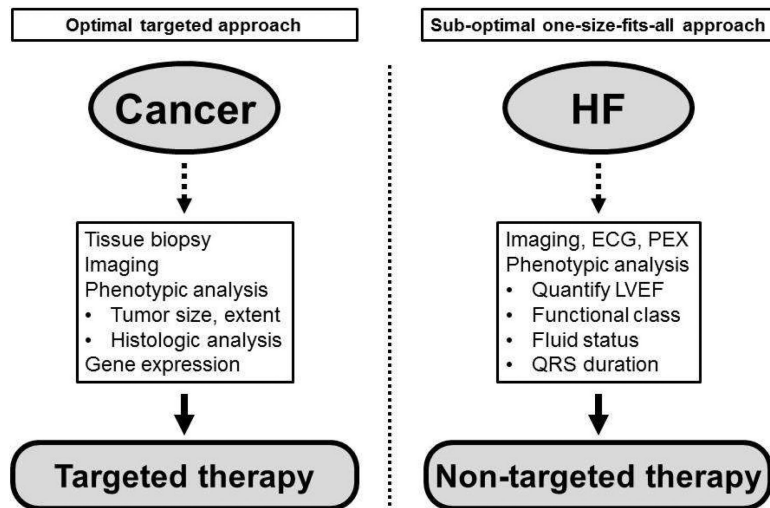 Optimal targeted approach
Cancer
Tissue biopsy
Imaging
Phenotypic analysis
• Tumor size, extent
• Histologic analysis
Gene expression
Targeted therapy
Sub-optimal one-size-fits-all approach
HF
Imaging, ECG, PEX
Phenotypic analysis
• Quantify LVEF
• Functional class
• Fluid status
• QRS duration
Non-targeted therapy